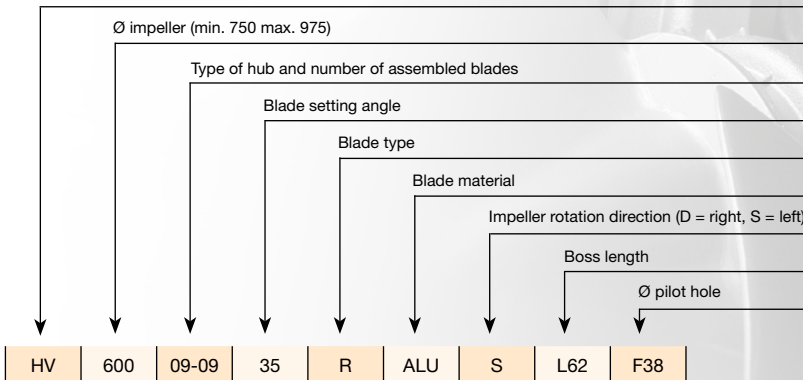 Ø impeller (min. 750 max. 975)
Type of hub and number of assembled blades
Blade setting angle
Blade type
Blade material
Impeller rotation direction (D = right, S = left)
Boss length
Ø pilot hole
HV 600 09-09 35 R ALU S L62 F38